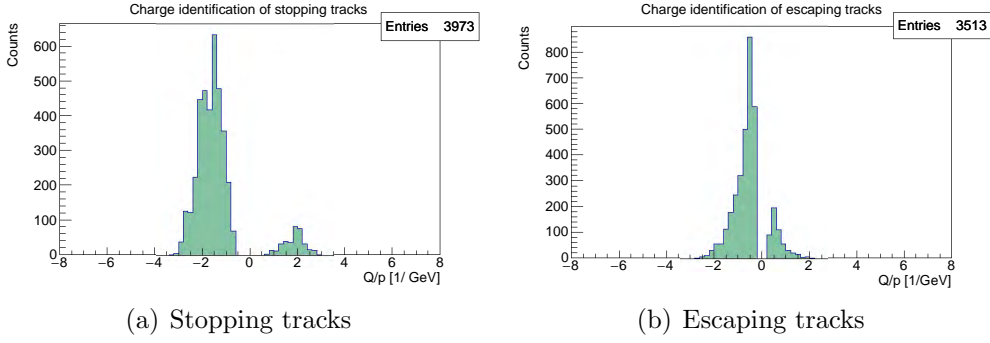 Charge identification of stopping tracks
Entries 3973
Counts
600
500
400
300
200
100
0
−8 −6 −4 −2 0 2 4 6 8
Q/p [1/ GeV]
(a) Stopping tracks
Charge identification of escaping tracks
Entries 3513
Counts
800
700
600
500
400
300
200
100
0
−8 −6 −4 −2 0 2 4 6 8
Q/p [1/GeV]
(b) Escaping tracks